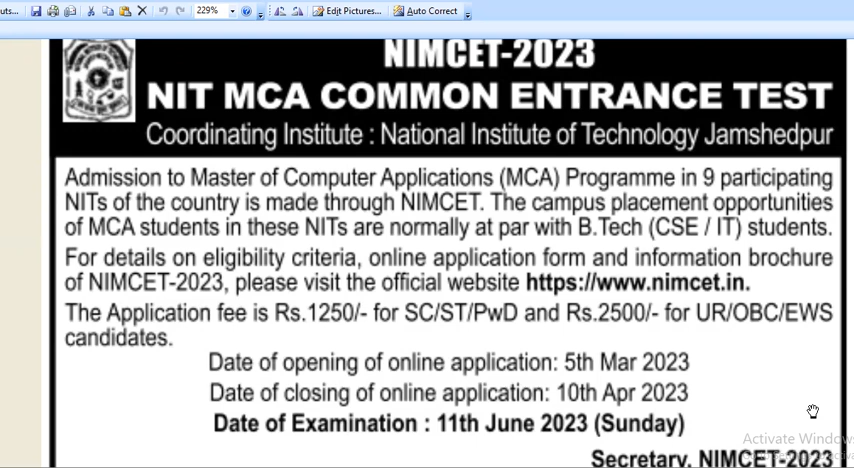 uts...
229%
Edit Pictures...
Auto Correct
NIMCET-2023
NIT MCA COMMON ENTRANCE TEST
Coordinating Institute : National Institute of Technology Jamshedpur
Admission to Master of Computer Applications (MCA) Programme in 9 participating
NITs of the country is made through NIMCET. The campus placement opportunities
of MCA students in these NITs are normally at par with B.Tech (CSE / IT) students.
For details on eligibility criteria, online application form and information brochure
of NIMCET-2023, please visit the official website https://www.nimcet.in.
The Application fee is Rs.1250/- for SC/ST/PwD and Rs.2500/- for UR/OBC/EWS
candidates.
Date of opening of online application: 5th Mar 2023
Date of closing of online application: 10th Apr 2023
Date of Examination : 11th June 2023 (Sunday)
Activate Windows
Secretary, NIMCET-2023